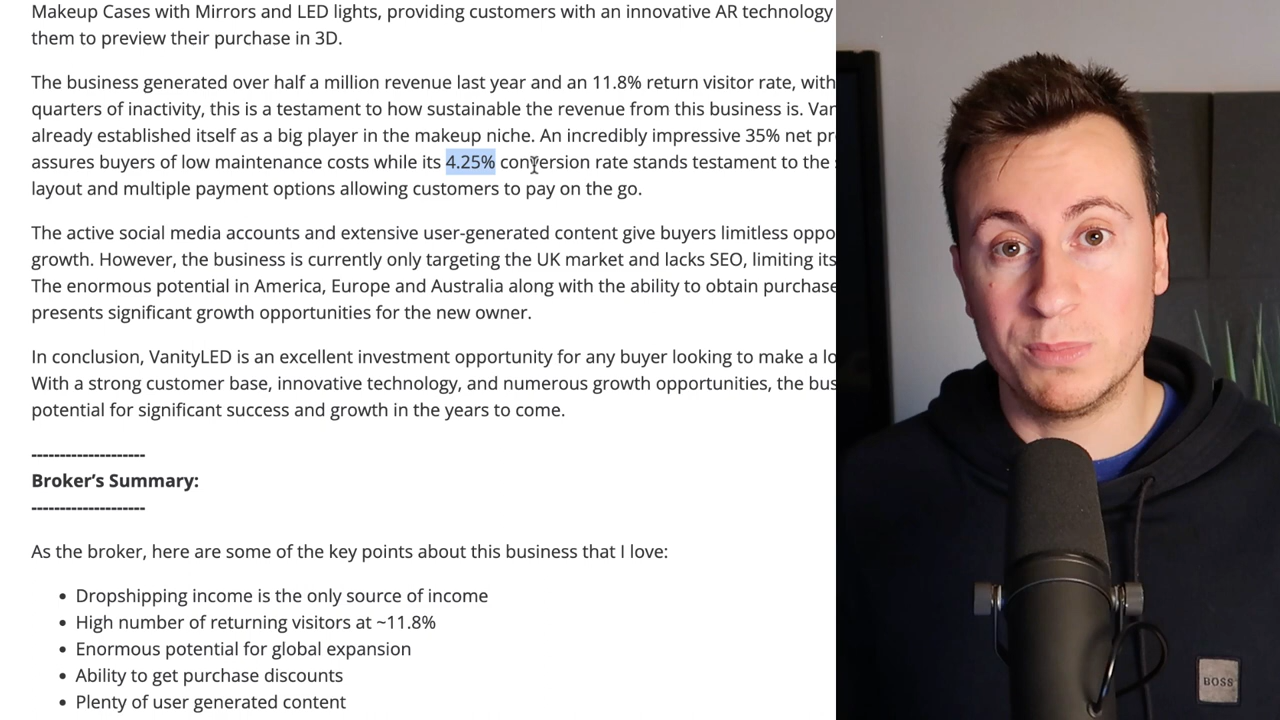 Makeup Cases with Mirrors and LED lights, providing customers with an innovative AR technology
them to preview their purchase in 3D.
The business generated over half a million revenue last year and an 11.8% return visitor rate, with
quarters of inactivity, this is a testament to how sustainable the revenue from this business is.
already established itself as a big player in the makeup niche. An incredibly impressive 35% net
assures buyers of low maintenance costs while its 4.25% conversion rate stands testament to the
layout and multiple payment options allowing customers to pay on the go.
The active social media accounts and extensive user-generated content give buyers limitless
growth. However, the business is currently only targeting the UK market and lacks SEO, limiting its
The enormous potential in America, Europe and Australia along with the ability to obtain purchase
presents significant growth opportunities for the new owner.
In conclusion, VanityLED is an excellent investment opportunity for any buyer looking to make a
With a strong customer base, innovative technology, and numerous growth opportunities, the
potential for significant success and growth in the years to come.
--------------------
Broker’s Summary:
--------------------
As the broker, here are some of the key points about this business that I love:
• Dropshipping income is the only source of income
• High number of returning visitors at ~11.8%
• Enormous potential for global expansion
• Ability to get purchase discounts
• Plenty of user generated content
BOSS